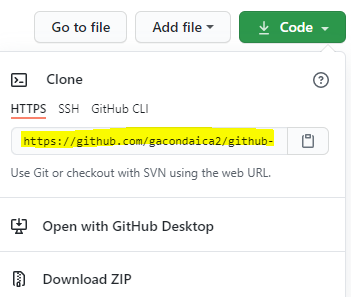 Go to file Add file Code
Clone
HTTPS SSH GitHub CLI
https://github.com/gacondaica2/github-
Use Git or checkout with SVN using the web URL.
Open with GitHub Desktop
Download ZIP